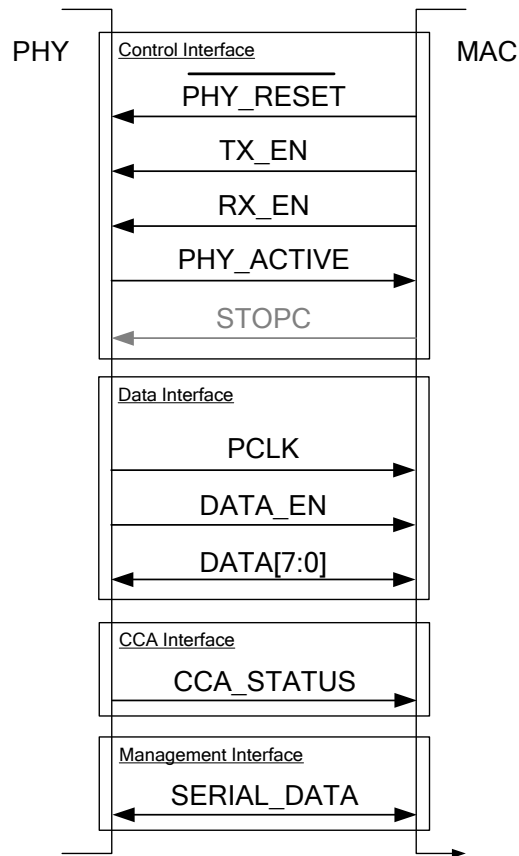 PHY
MAC
Control Interface
PHY_RESET
TX_EN
RX_EN
PHY_ACTIVE
STOPC
Data Interface
PCLK
DATA_EN
DATA[7:0]
CCA Interface
CCA_STATUS
Management Interface
SERIAL_DATA